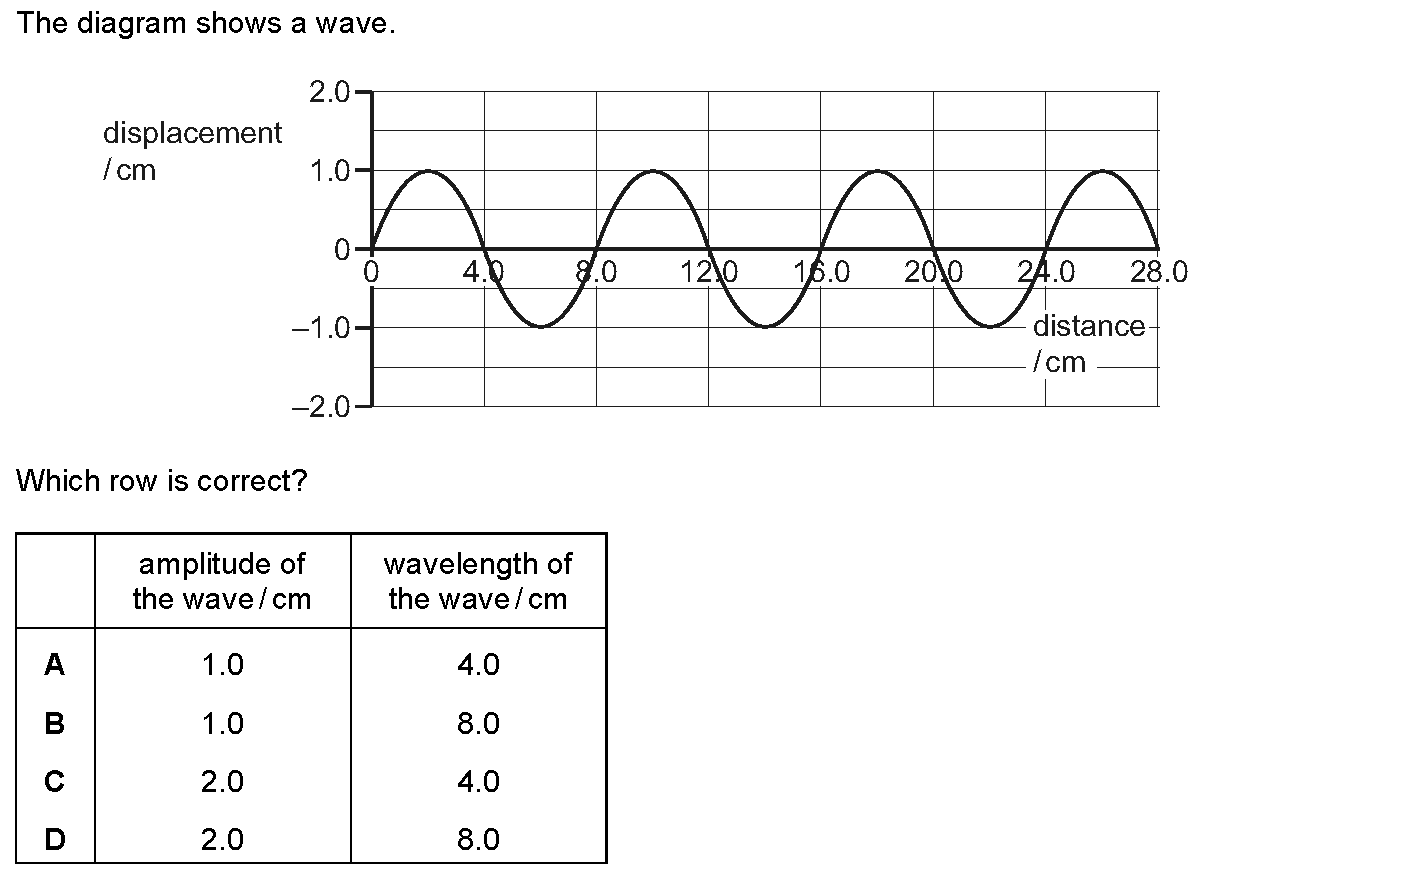 The diagram shows a wave.
2.0
displacement
/ cm
1.0
0
0 4.0 8.0 12.0 16.0 20.0 24.0 28.0
–1.0
distance
/ cm
–2.0
Which row is correct?
amplitude of
the wave / cm
wavelength of
the wave / cm
A 1.0 4.0
B 1.0 8.0
C 2.0 4.0
D 2.0 8.0